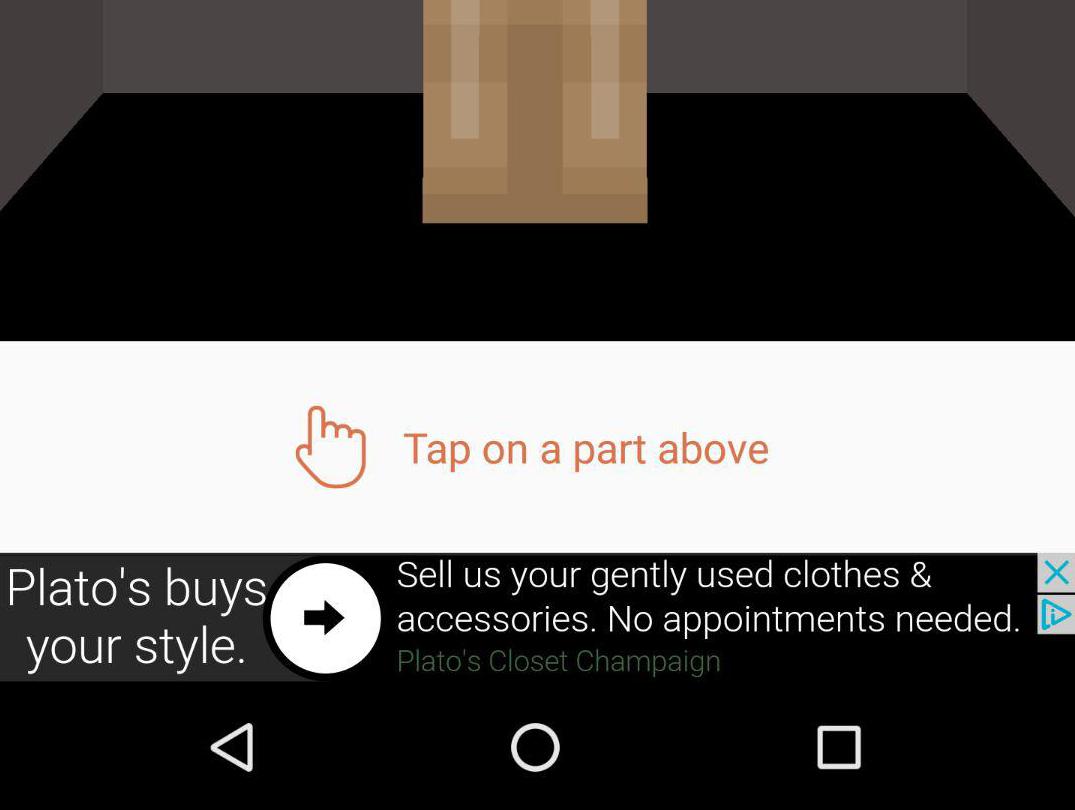 Tap on a part above
Plato's buys
your style.
Sell us your gently used clothes &
accessories. No appointments needed.
Plato's Closet Champaign